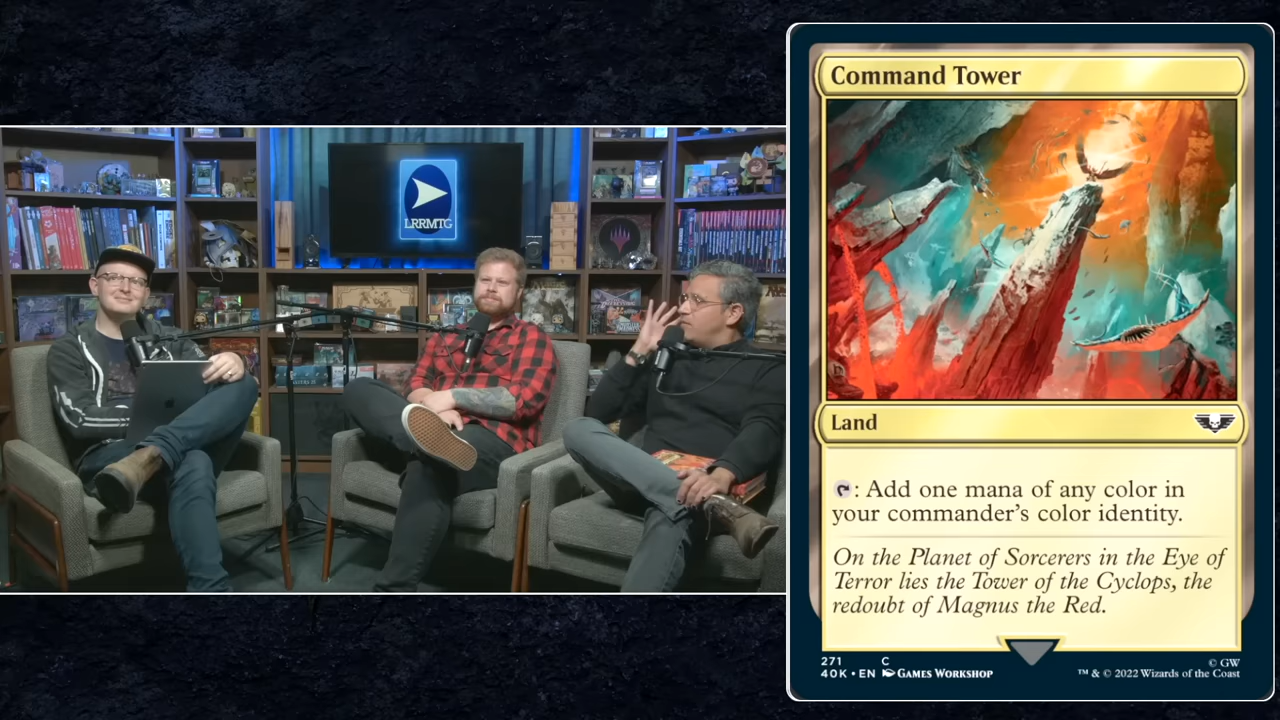 LRRMTG
Command Tower
Land
: Add one mana of any color in
your commander's color identity.
On the Planet of Sorcerers in the Eye of
Terror lies the Tower of the Cyclops, the
redoubt of Magnus the Red.
271 C
40K • EN GAMES WORKSHOP
© GW
™ & © 2022 Wizards of the Coast